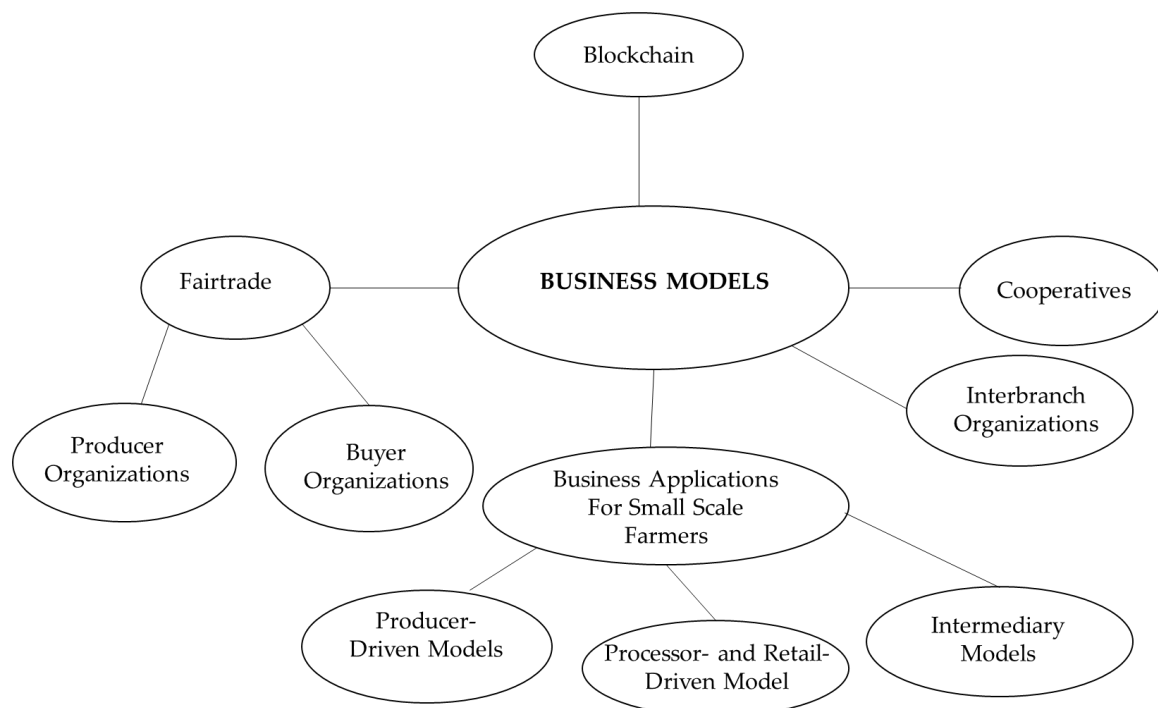 Blockchain
Fairtrade
BUSINESS MODELS
Cooperatives
Interbranch
Organizations
Producer
Organizations
Buyer
Organizations
Business Applications
For Small Scale
Farmers
Producer-
Driven Models
Processor- and Retail-
Driven Model
Intermediary
Models